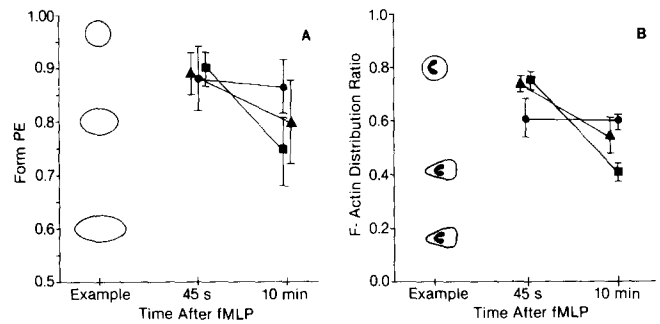 A
1.00
0.9
0.8
0.75
0.7
0.6
0.5
Form PE
Example
45 s
10 min
Time After fMLP
B
1.0
0.8
0.6
0.4
0.2
0.0
F- Actin Distribution Ratio
Example
45 s
10 min
Time After fMLP